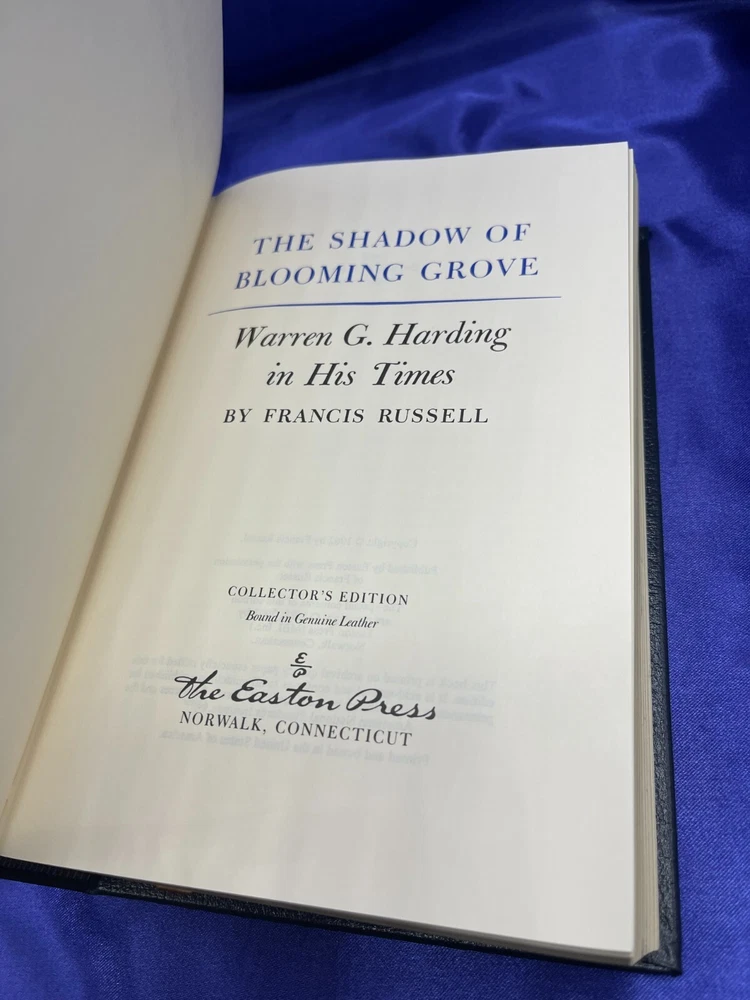 THE SHADOW OF
BLOOMING GROVE
Warren G. Harding
in His Times
BY FRANCIS RUSSELL
COLLECTOR'S EDITION
Bound in Genuine Leather
The Easton Press
NORWALK, CONNECTICUT